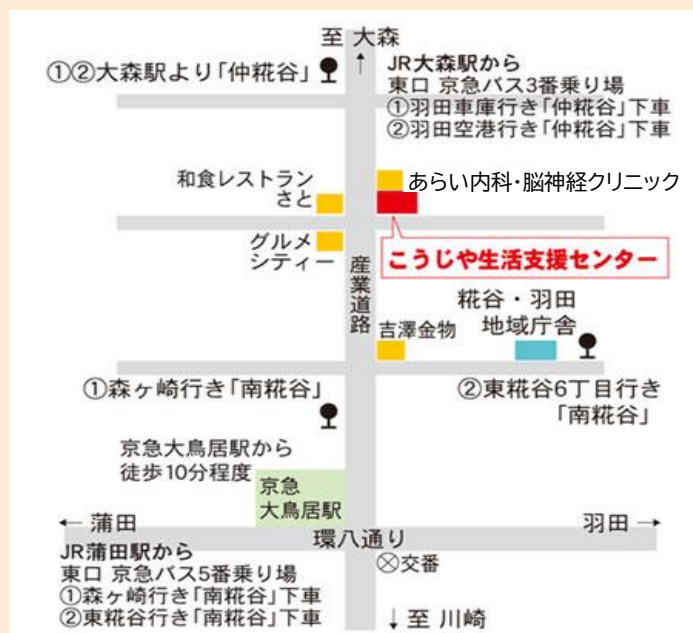 至 大森
↑
①②大森駅より「仲糀谷」
JR大森駅から
東口 京急バス3番乗り場
①羽田車庫行き「仲糀谷」下車
②羽田空港行き「仲糀谷」下車
和食レストラン
さと
あらい内科・脳神経クリニック
グルメ
シティー
こうじや生活支援センター
産業道路
糀谷・羽田
地域庁舎
吉澤金物
①森ヶ崎行き「南糀谷」
②東糀谷6丁目行き
「南糀谷」
京急大鳥居駅から
徒歩10分程度
京急
大鳥居駅
← 蒲田
羽田 →
環八通り
JR蒲田駅から
東口 京急バス5番乗り場
①森ヶ崎行き「南糀谷」下車
②東糀谷行き「南糀谷」下車
交番
↓至 川崎